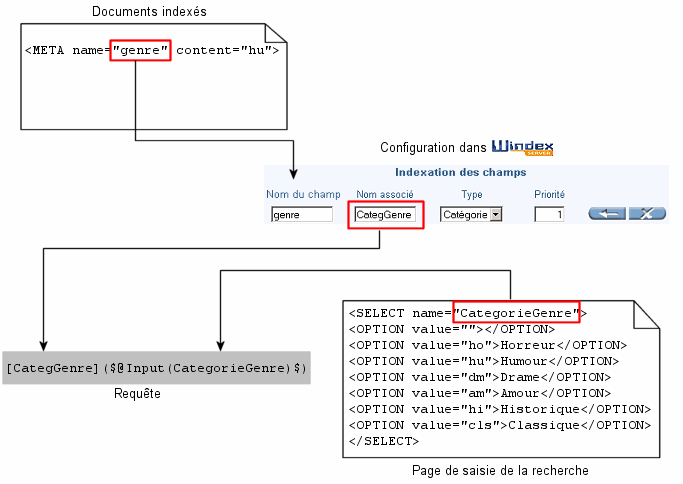 Documents indexés
<META name="genre" content="hu">
Configuration dans Windex SERVER
Indexation des champs
Nom du champ Nom associé Type Priorité
genre CategGenre Catégorie 1
<SELECT name="CategorieGenre">
<OPTION value=""></OPTION>
<OPTION value="ho">Horreur</OPTION>
<OPTION value="hu">Humour</OPTION>
<OPTION value="dm">Drame</OPTION>
<OPTION value="am">Amour</OPTION>
<OPTION value="hi">Historique</OPTION>
<OPTION value="cls">Classique</OPTION>
</SELECT>
[CategGenre]($@Input(CategorieGenre)$)
Requête
Page de saisie de la recherche